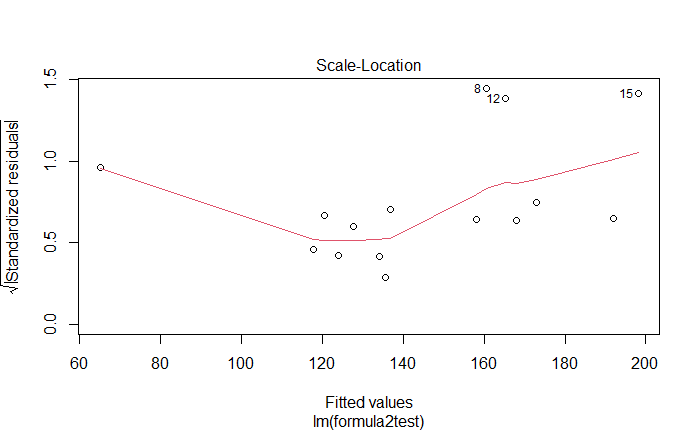 Scale-Location
√|Standardized residuals|
1.5
1.0
0.5
0.0
8
12
15
60 80 100 120 140 160 180 200
Fitted values
lm(formula2test)